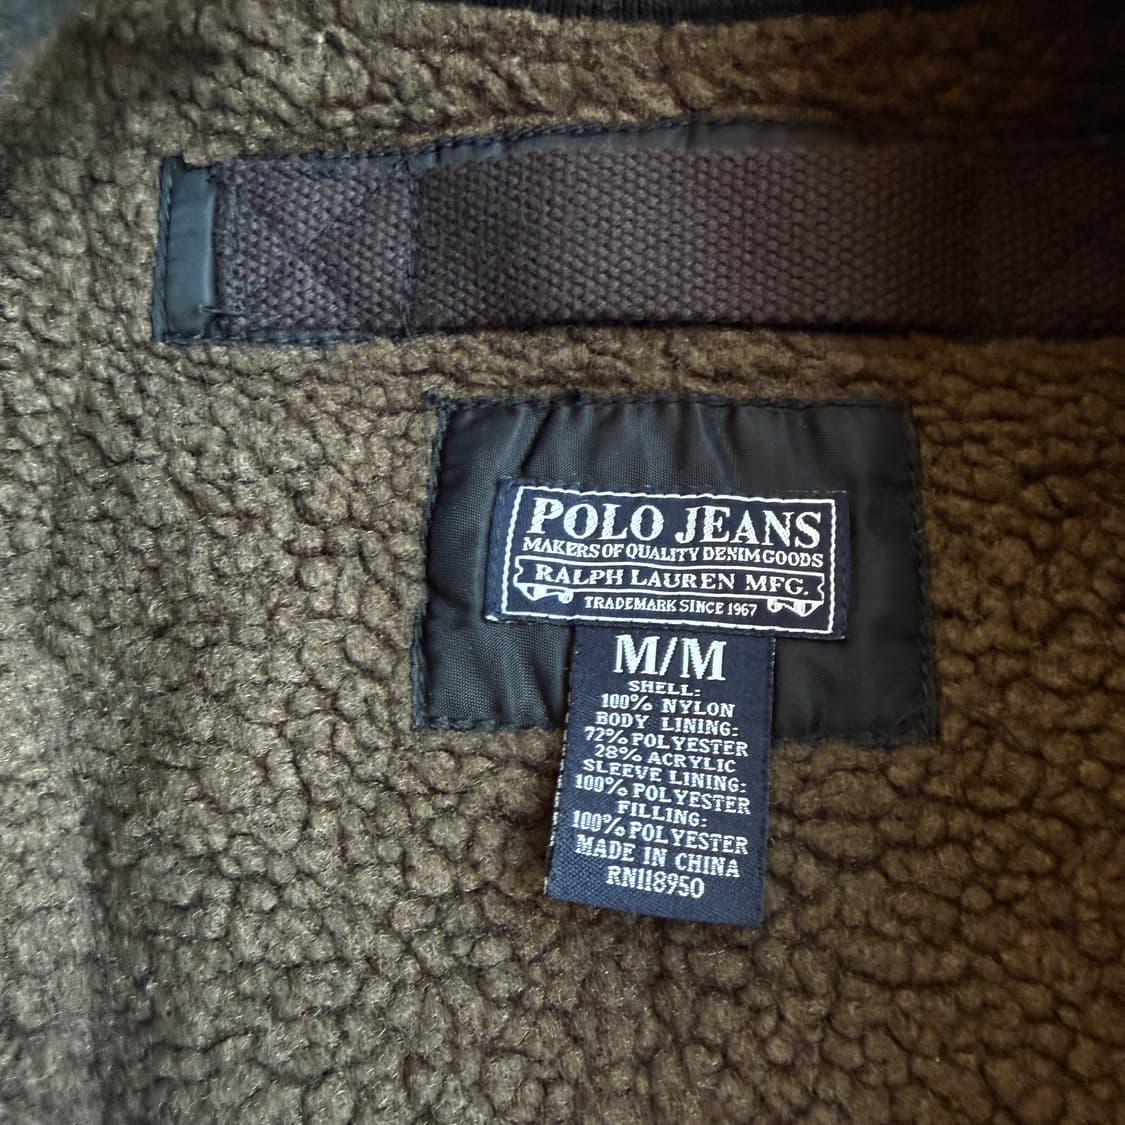 POLO JEANS
MAKERS OF QUALITY DENIM GOODS
RALPH LAUREN MFG.
TRADEMARK SINCE 1967
M/M
SHELL:
100% NYLON
BODY LINING:
72% POLYESTER
28% ACRYLIC
SLEEVE LINING:
100% POLYESTER
FILLING:
100% POLYESTER
MADE IN CHINA
RN118950